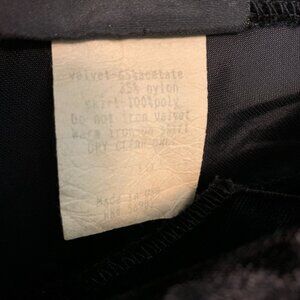 Velvet-65%acetate
35% nylon
skirt-100%poly
Do not iron velvet
Warm iron on skirt
DRY CLEAN ONLY
Made in USA
RN#